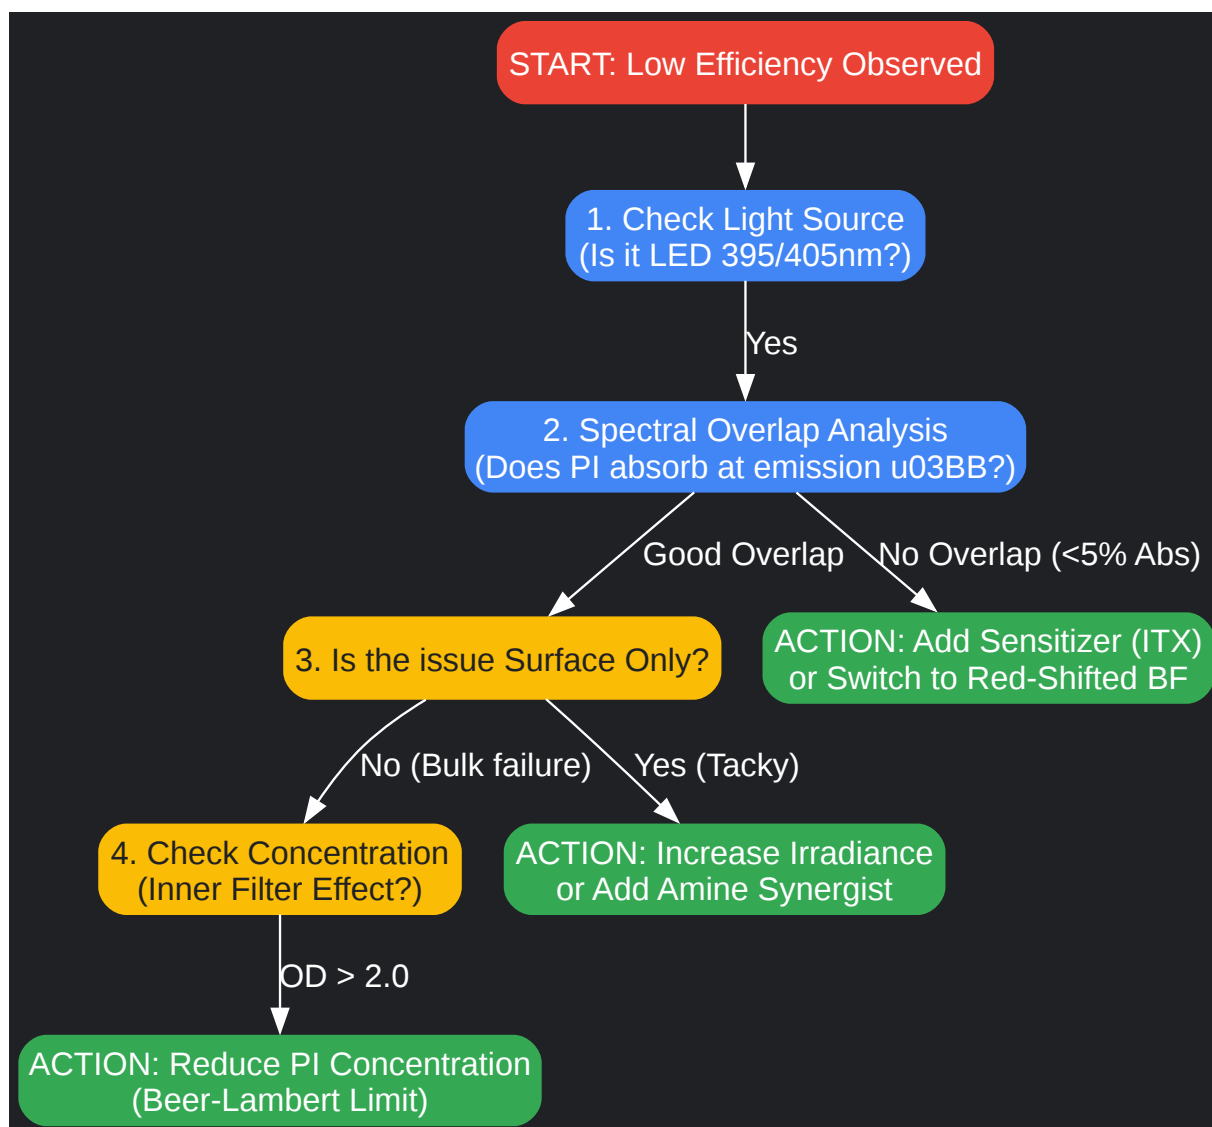 START: Low Efficiency Observed
1. Check Light Source
(Is it LED 395/405nm?)
Yes
2. Spectral Overlap Analysis
(Does PI absorb at emission u03BB?)
Good Overlap
No Overlap (<5% Abs)
3. Is the issue Surface Only?
ACTION: Add Sensitizer (ITX)
or Switch to Red-Shifted BF
No (Bulk failure)
Yes (Tacky)
4. Check Concentration
(Inner Filter Effect?)
ACTION: Increase Irradiance
or Add Amine Synergist
OD > 2.0
ACTION: Reduce PI Concentration
(Beer-Lambert Limit)